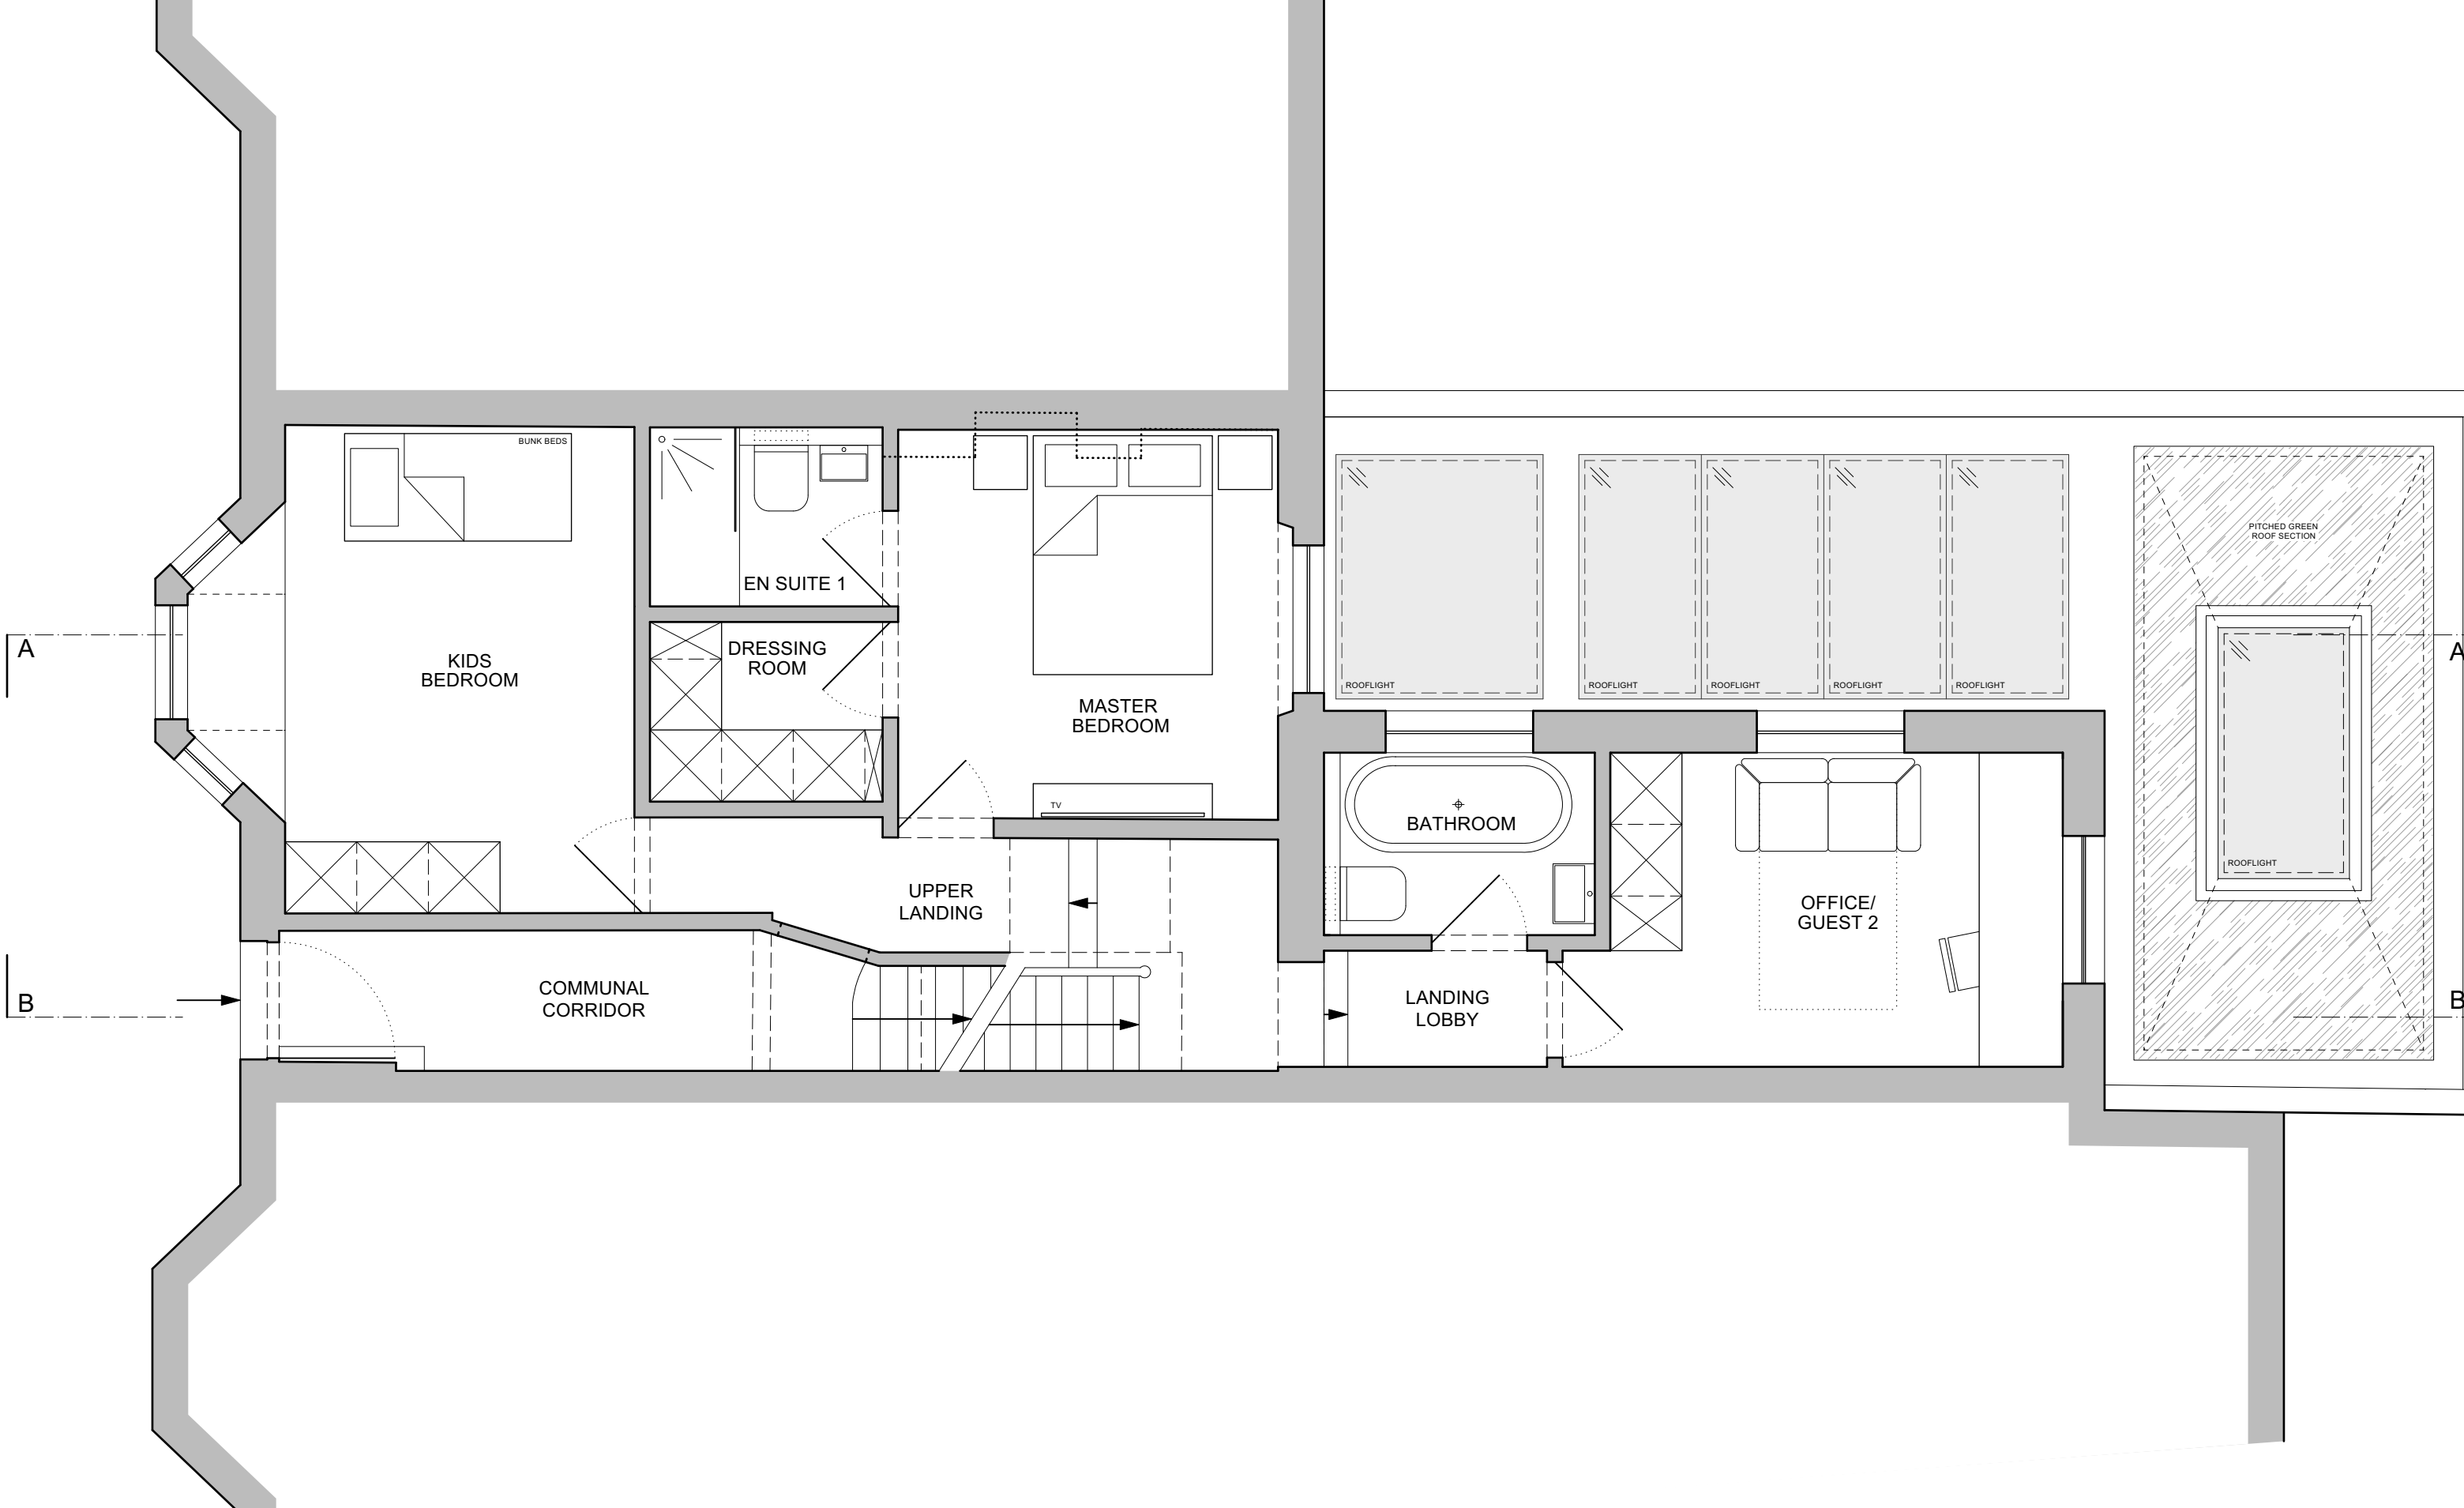 BUNK BEDS
EN SUITE 1
DRESSING
ROOM
KIDS
BEDROOM
MASTER
BEDROOM
TV
UPPER
LANDING
COMMUNAL
CORRIDOR
BATHROOM
LANDING
LOBBY
OFFICE/
GUEST 2
ROOFLIGHT
ROOFLIGHT
ROOFLIGHT
ROOFLIGHT
ROOFLIGHT
PITCHED GREEN
ROOF SECTION
ROOFLIGHT
A
A
B
B